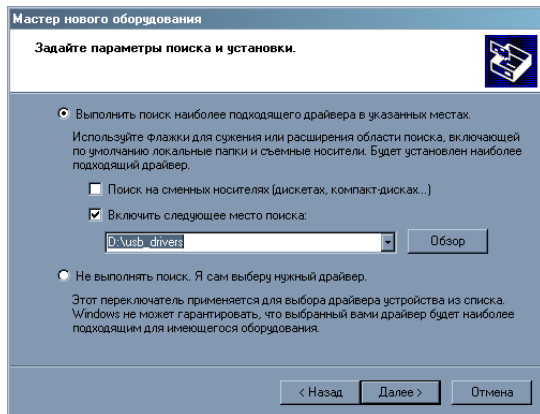 Мастер нового оборудования
Задайте параметры поиска и установки.
Выполнить поиск наиболее подходящего драйвера в указанных местах.
Используйте флажки для сужения или расширения области поиска, включающей
по умолчанию локальные папки и съемные носители. Будет установлен наиболее
подходящий драйвер.
Поиск на сменных носителях (дискетах, компакт-дисках...)
Включить следующее место поиска:
D:\usb_drivers
Обзор
Не выполнять поиск. Я сам выберу нужный драйвер.
Этот переключатель применяется для выбора драйвера устройства из списка.
Windows не может гарантировать, что выбранный вами драйвер будет наиболее
подходящим для имеющегося оборудования.
< Назад Далее > Отмена